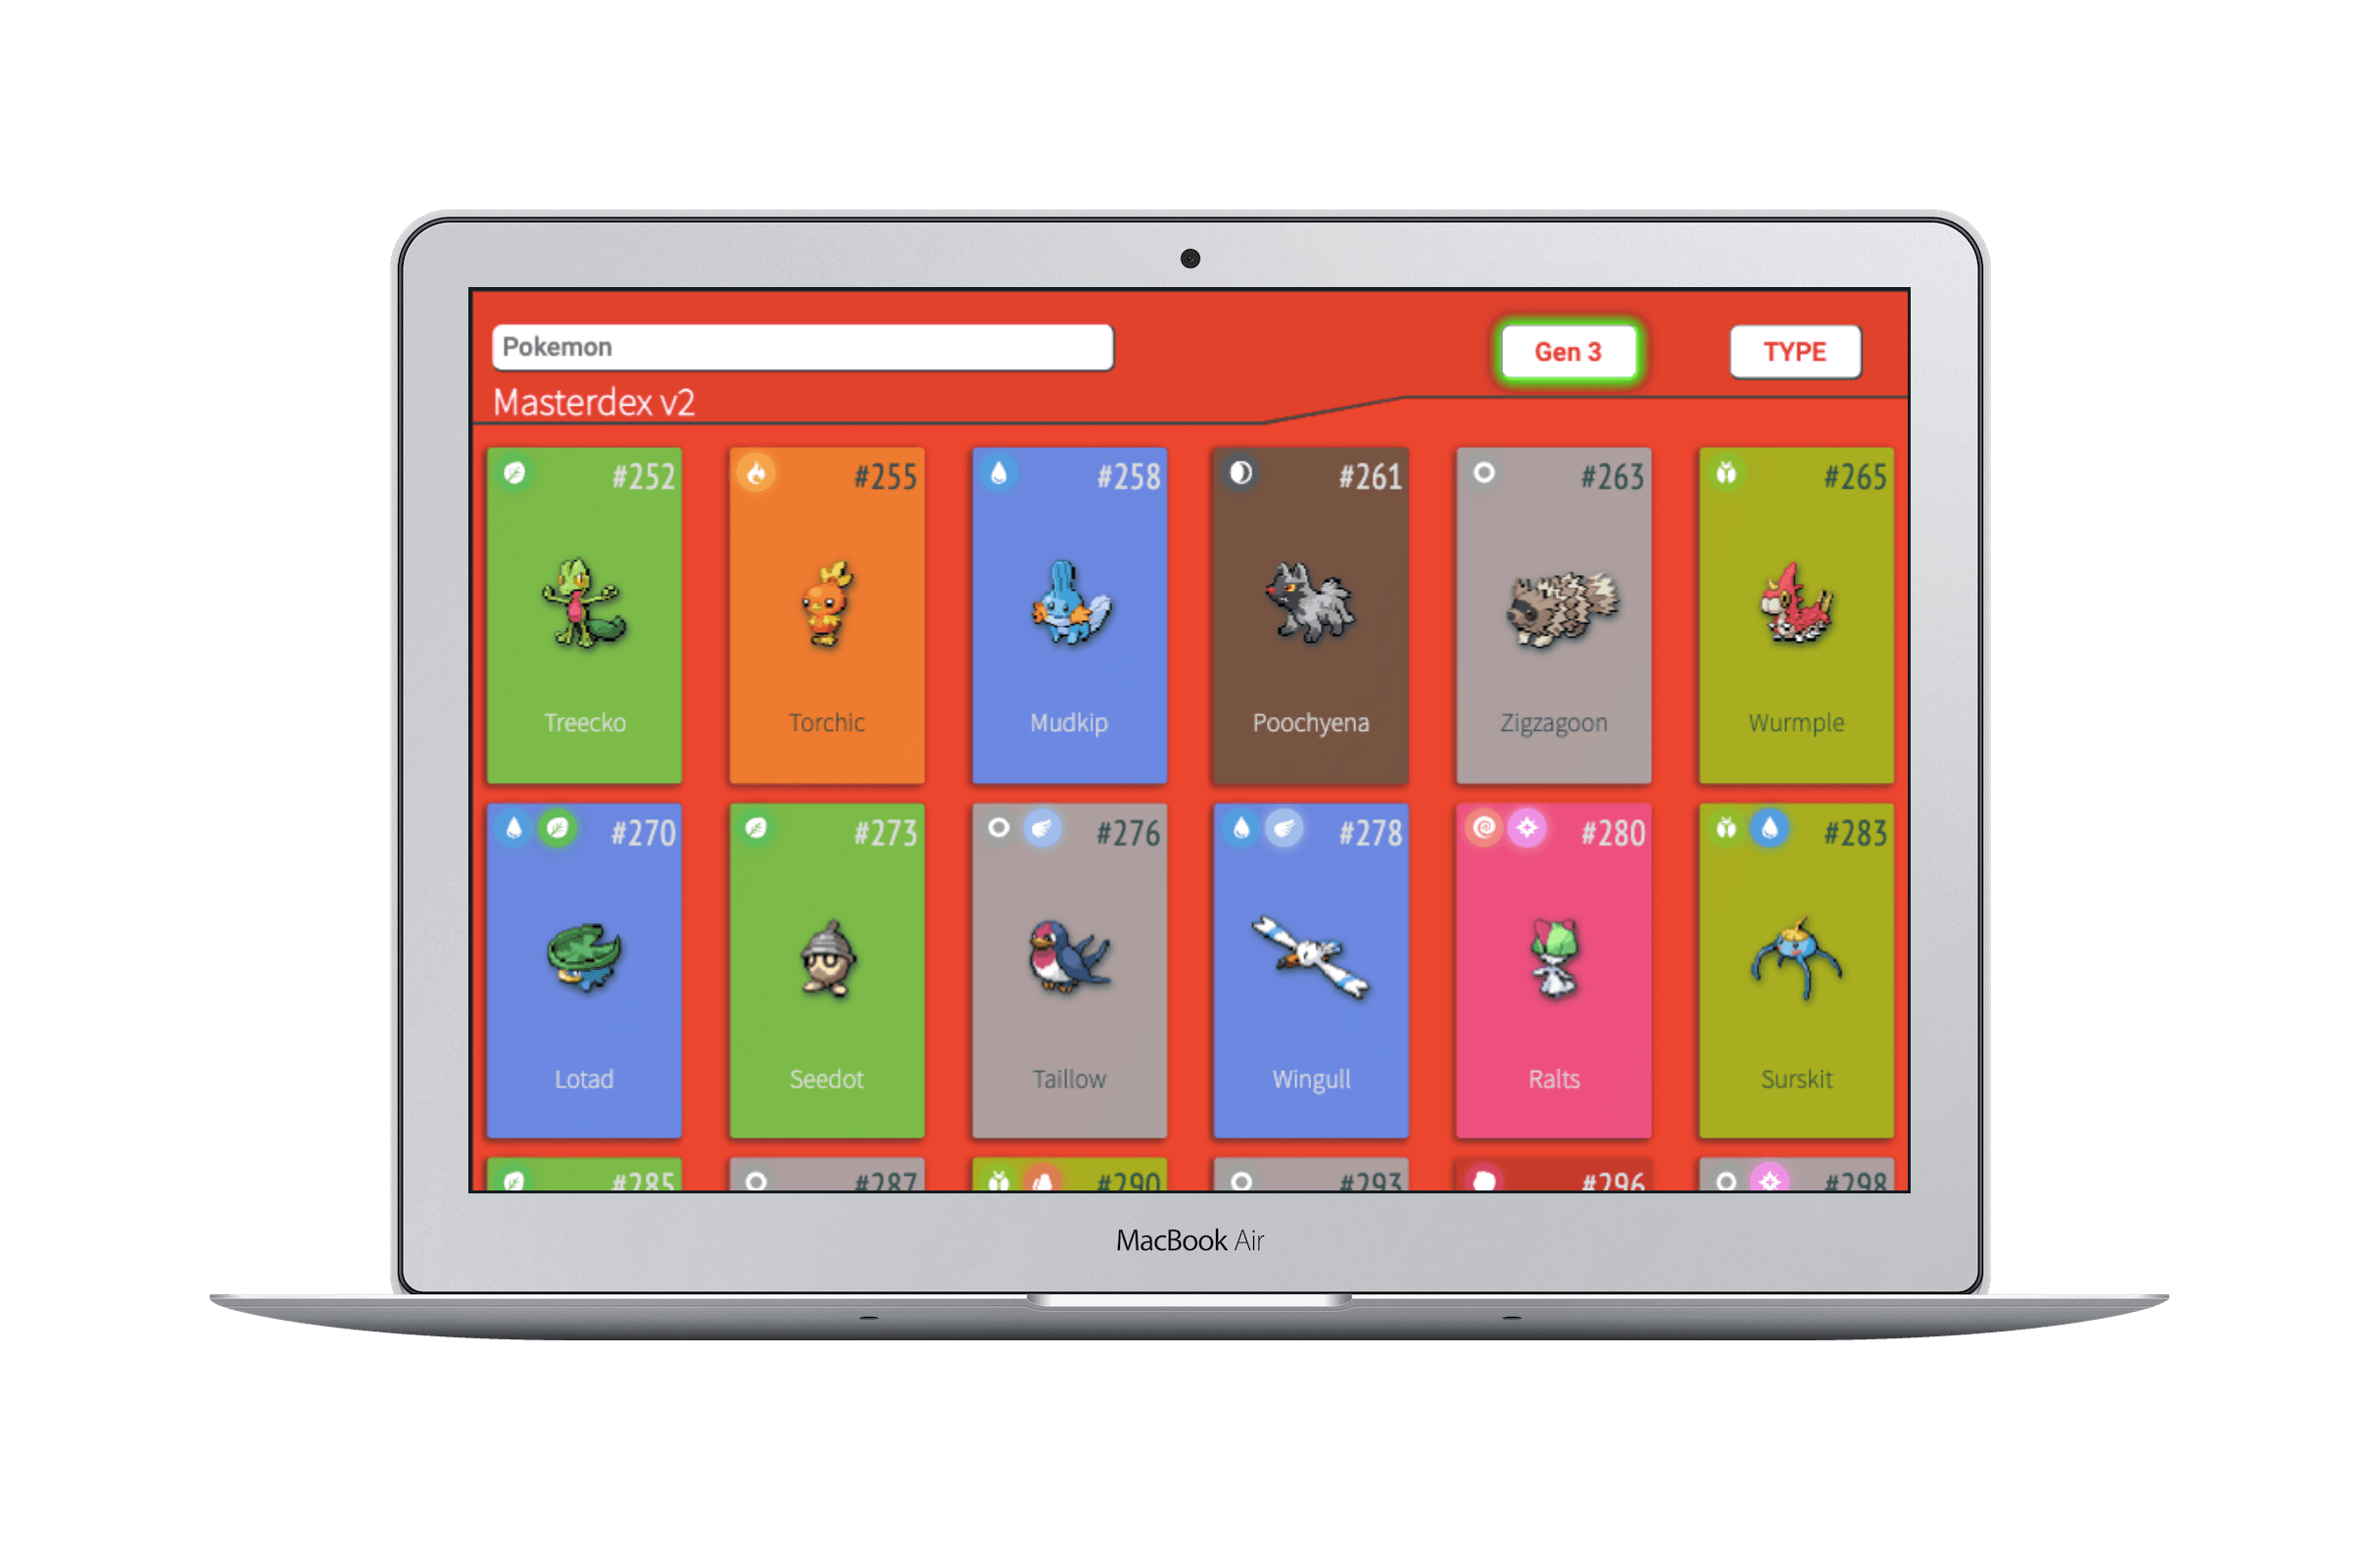 Pokemon
Gen 3
TYPE
Masterdex v2
#252
#255
#258
#261
#263
#265
Treecko
Torchic
Mudkip
Poochyena
Zigzagoon
Wurmple
#270
#273
#276
#278
#280
#283
Lotad
Seedot
Taillow
Wingull
Ralts
Surskit
#285
#287
#290
#293
#296
#298
MacBook Air